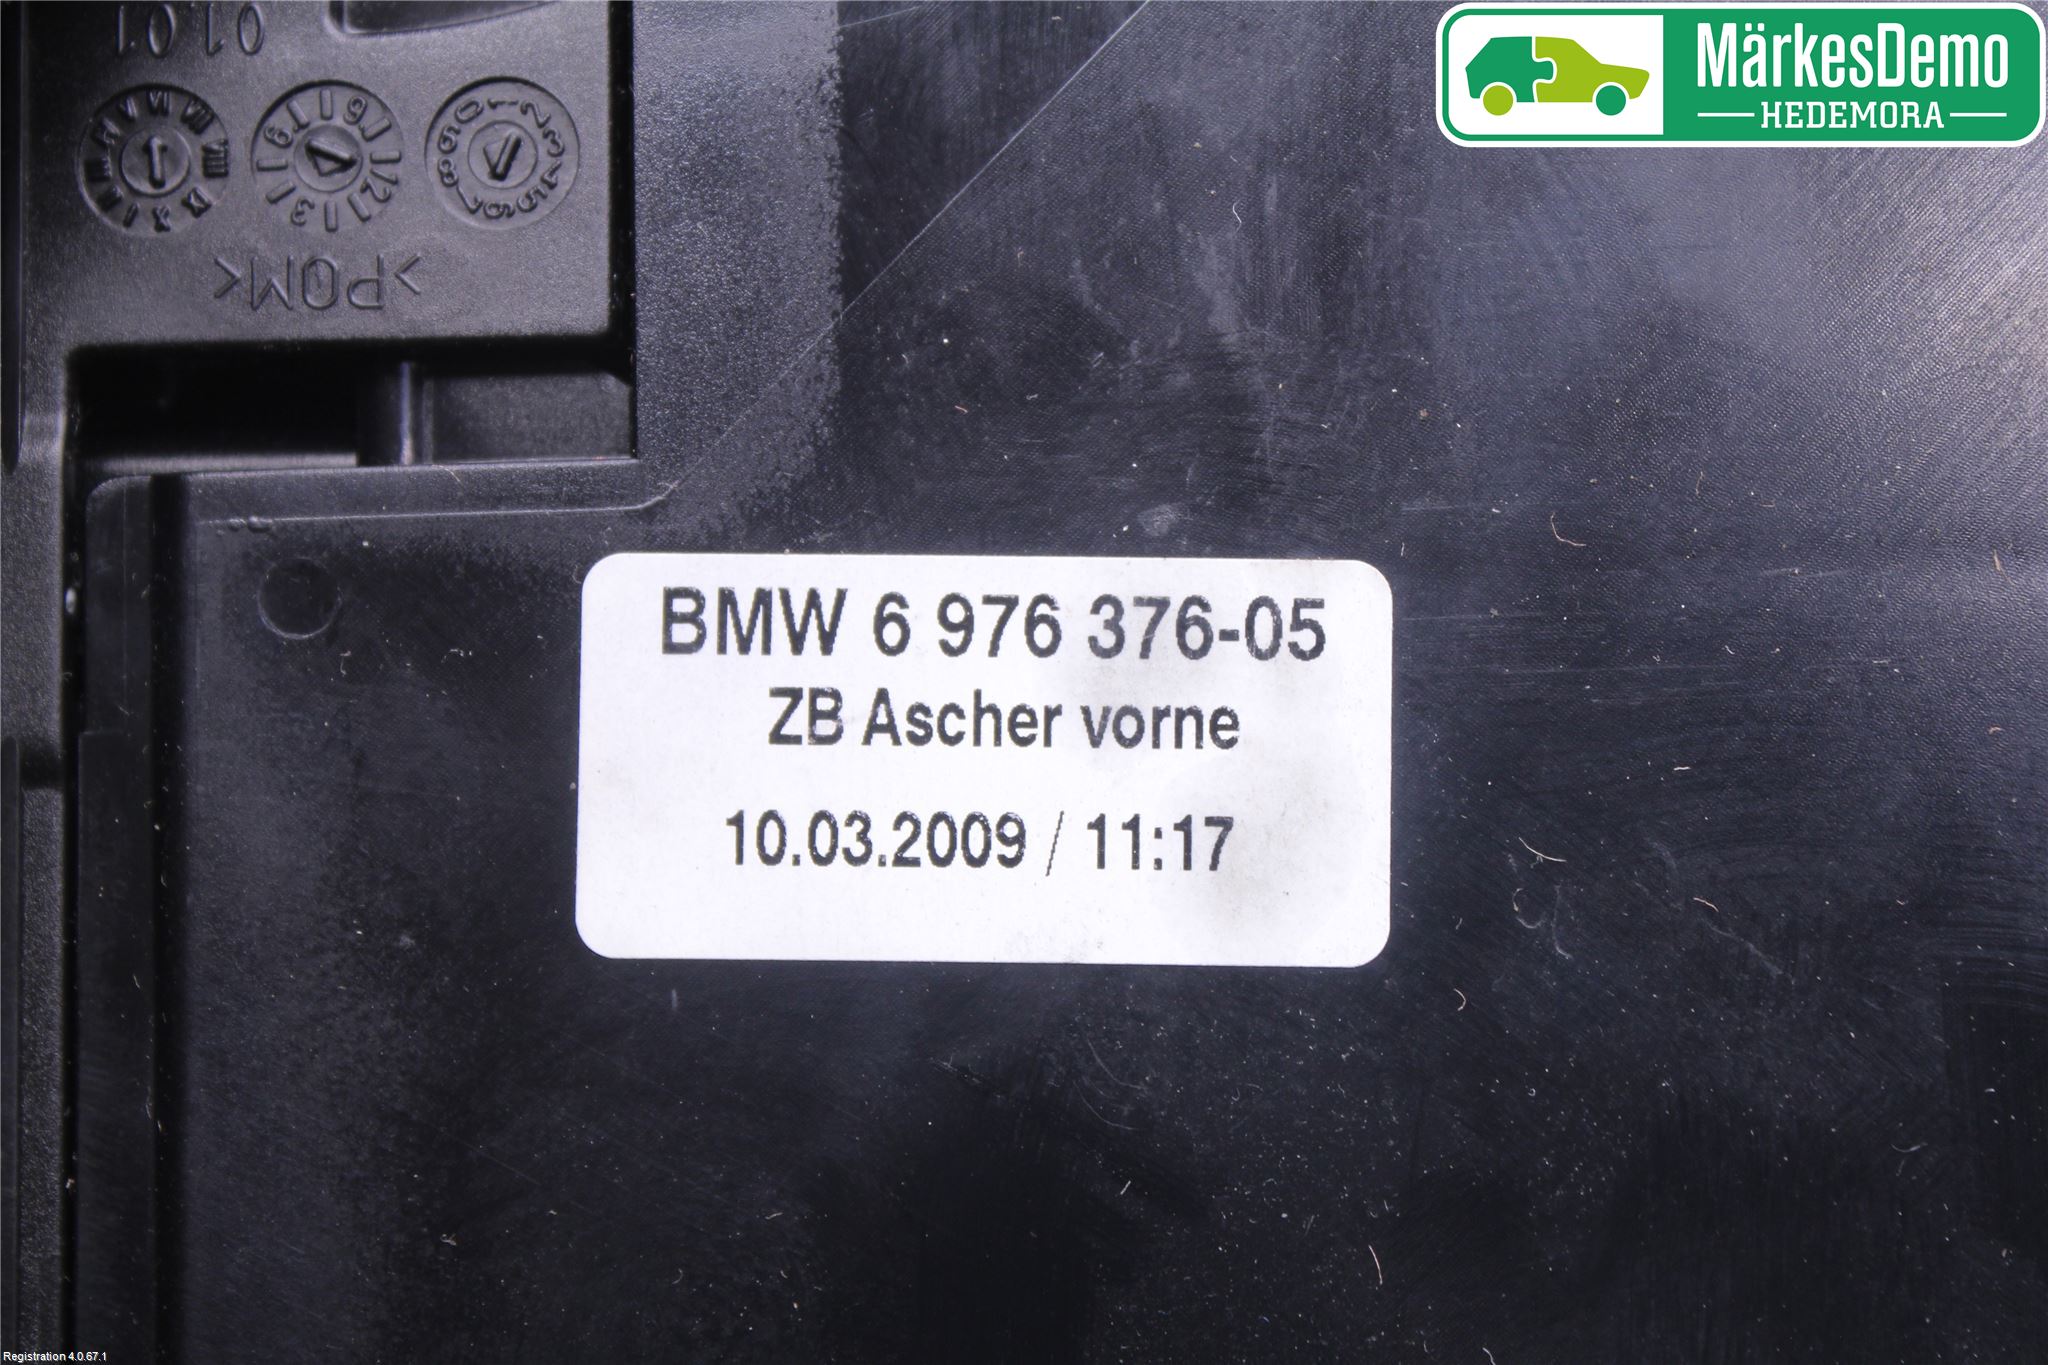 MärkesDemo
HEDEMORA
0101
>POM<
BMW 6 976 376-05
ZB Ascher vorne
10.03.2009 / 11:17
Registration 4.0.67.1